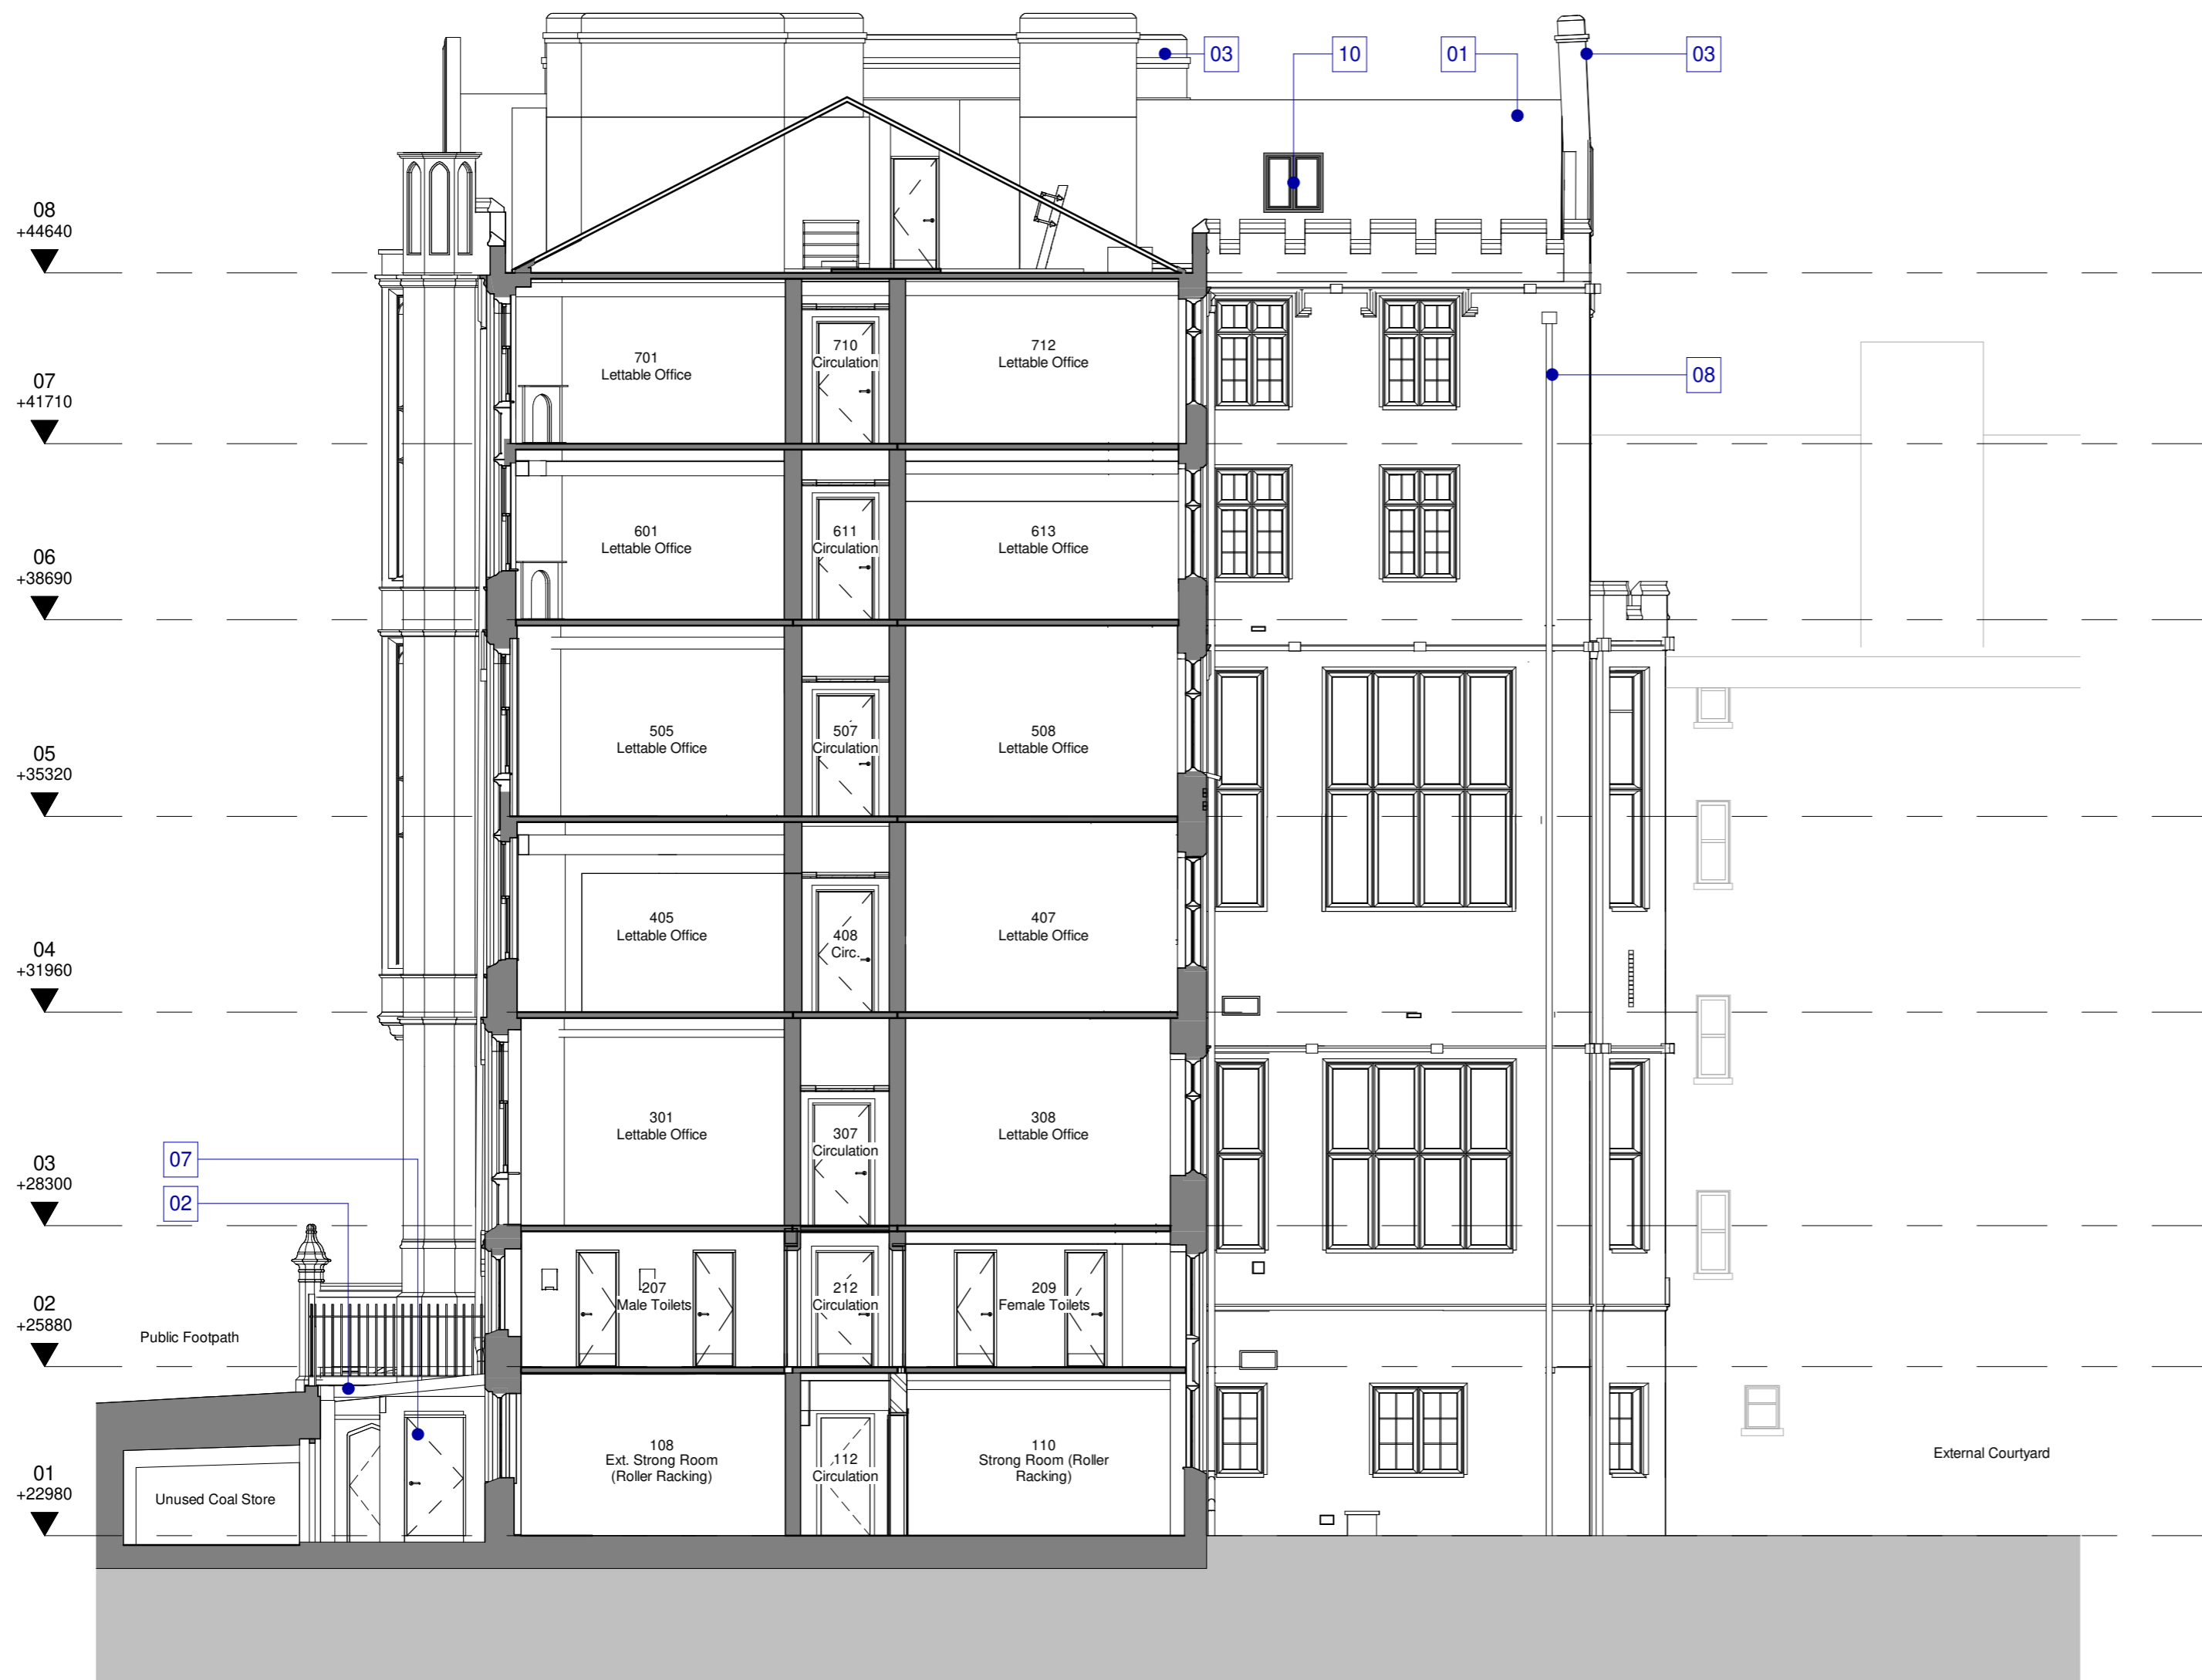 03
10
01
03
08
+44640
701
Lettable Office
710
Circulation
712
Lettable Office
08
07
+41710
601
Lettable Office
611
Circulation
613
Lettable Office
06
+38690
505
Lettable Office
507
Circulation
508
Lettable Office
05
+35320
405
Lettable Office
408
Circ.
407
Lettable Office
04
+31960
301
Lettable Office
307
Circulation
308
Lettable Office
07
02
03
+28300
207
Male Toilets
212
Circulation
209
Female Toilets
02
+25880
Public Footpath
108
Ext. Strong Room
(Roller Racking)
112
Circulation
110
Strong Room (Roller
Racking)
External Courtyard
01
+22980
Unused Coal Store